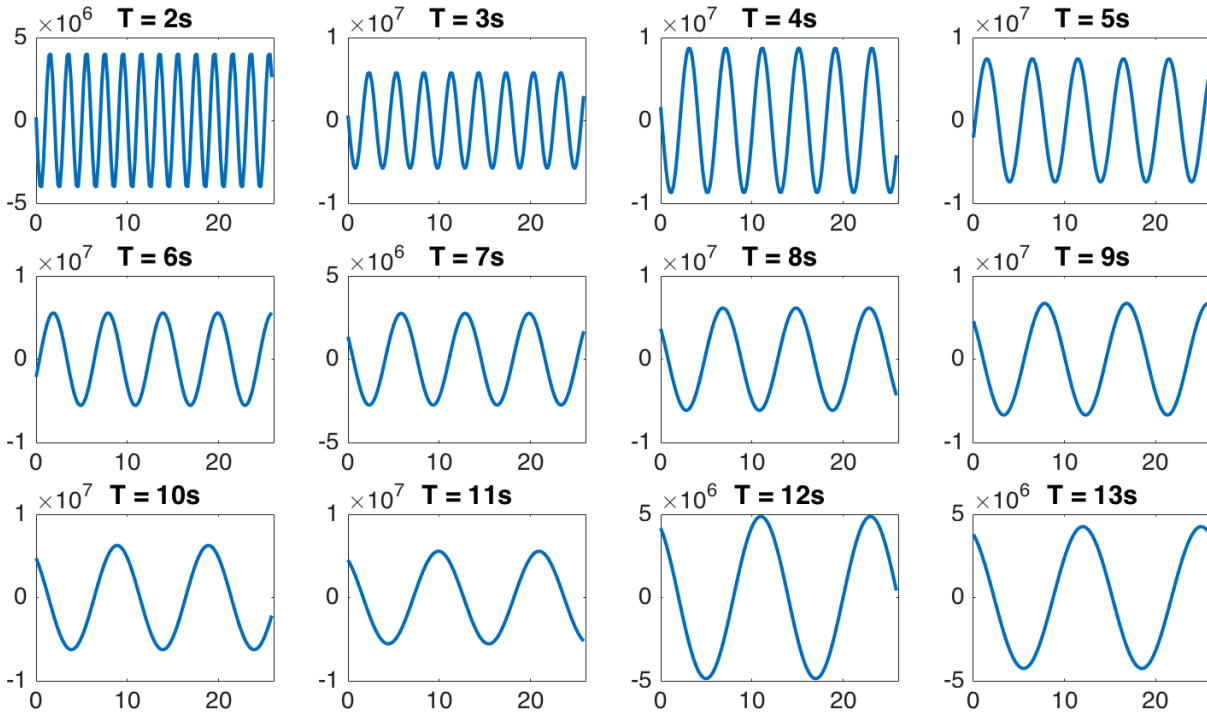 ×10⁶ T = 2s
5
0
-5
0 10 20
×10⁷ T = 3s
1
0
-1
0 10 20
×10⁷ T = 4s
1
0
-1
0 10 20
×10⁷ T = 5s
1
0
-1
0 10 20
×10⁷ T = 6s
1
0
-1
0 10 20
×10⁶ T = 7s
5
0
-5
0 10 20
×10⁷ T = 8s
1
0
-1
0 10 20
×10⁷ T = 9s
1
0
-1
0 10 20
×10⁷ T = 10s
1
0
-1
0 10 20
×10⁷ T = 11s
1
0
-1
0 10 20
×10⁶ T = 12s
5
0
-5
0 10 20
×10⁶ T = 13s
5
0
-5
0 10 20